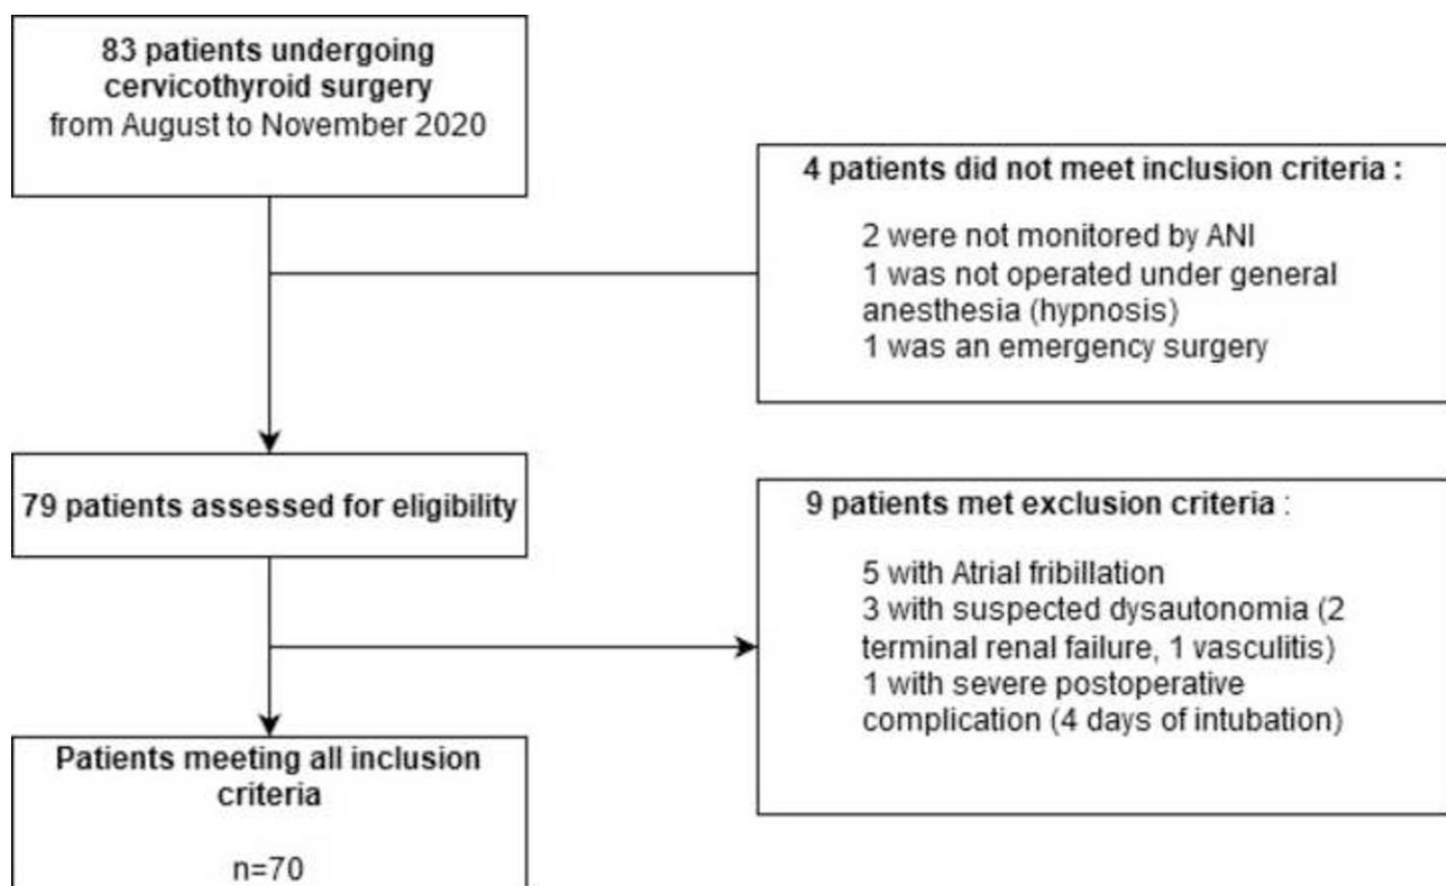 83 patients undergoing
cervicothyroid surgery
from August to November 2020
4 patients did not meet inclusion criteria :
2 were not monitored by ANI
1 was not operated under general
anesthesia (hypnosis)
1 was an emergency surgery
79 patients assessed for eligibility
9 patients met exclusion criteria :
5 with Atrial fribillation
3 with suspected dysautonomia (2
terminal renal failure, 1 vasculitis)
1 with severe postoperative
complication (4 days of intubation)
Patients meeting all inclusion
criteria
n=70